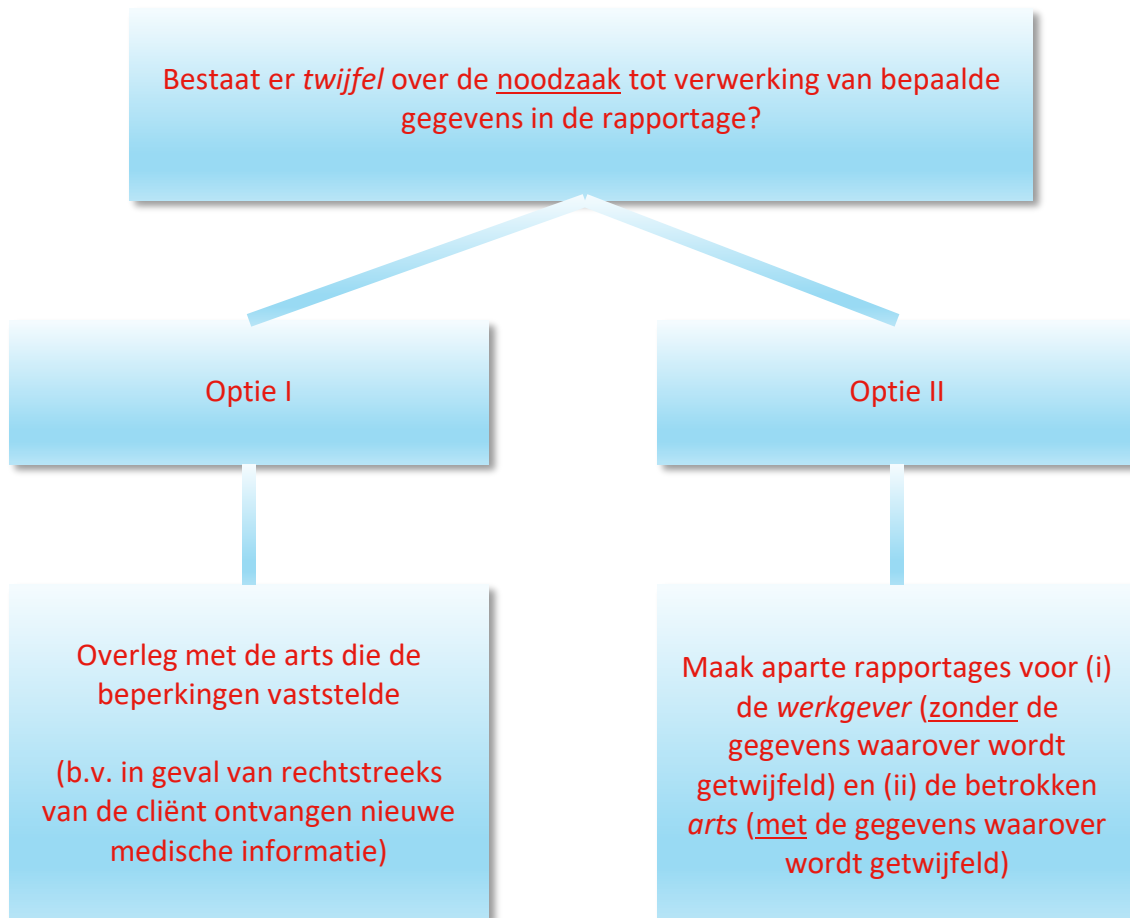 Bestaat er twijfel over de noodzaak tot verwerking van bepaalde
gegevens in de rapportage?
Optie I
Optie II
Overleg met de arts die de
beperkingen vaststelde
(b.v. in geval van rechtstreeks
van de cliënt ontvangen nieuwe
medische informatie)
Maak aparte rapportages voor (i)
de werkgever (zonder de
gegevens waarover wordt
getwijfeld) en (ii) de betrokken
arts (met de gegevens waarover
wordt getwijfeld)